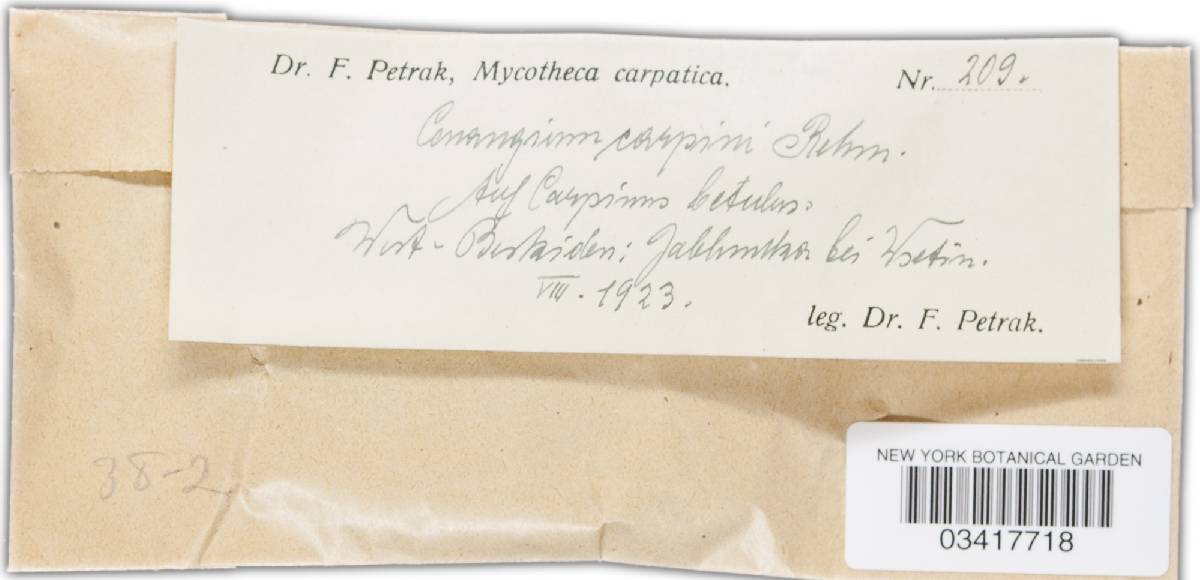 Dr. F. Petrak, Mycotheca carpatica. Nr. 209.
Cenangium carpini Rehm.
Auf Carpinus betulus.
West-Beskiden: Jablunka bei Wsetin.
VIII. 1923.
leg. Dr. F. Petrak.
38-2
NEW YORK BOTANICAL GARDEN
03417718